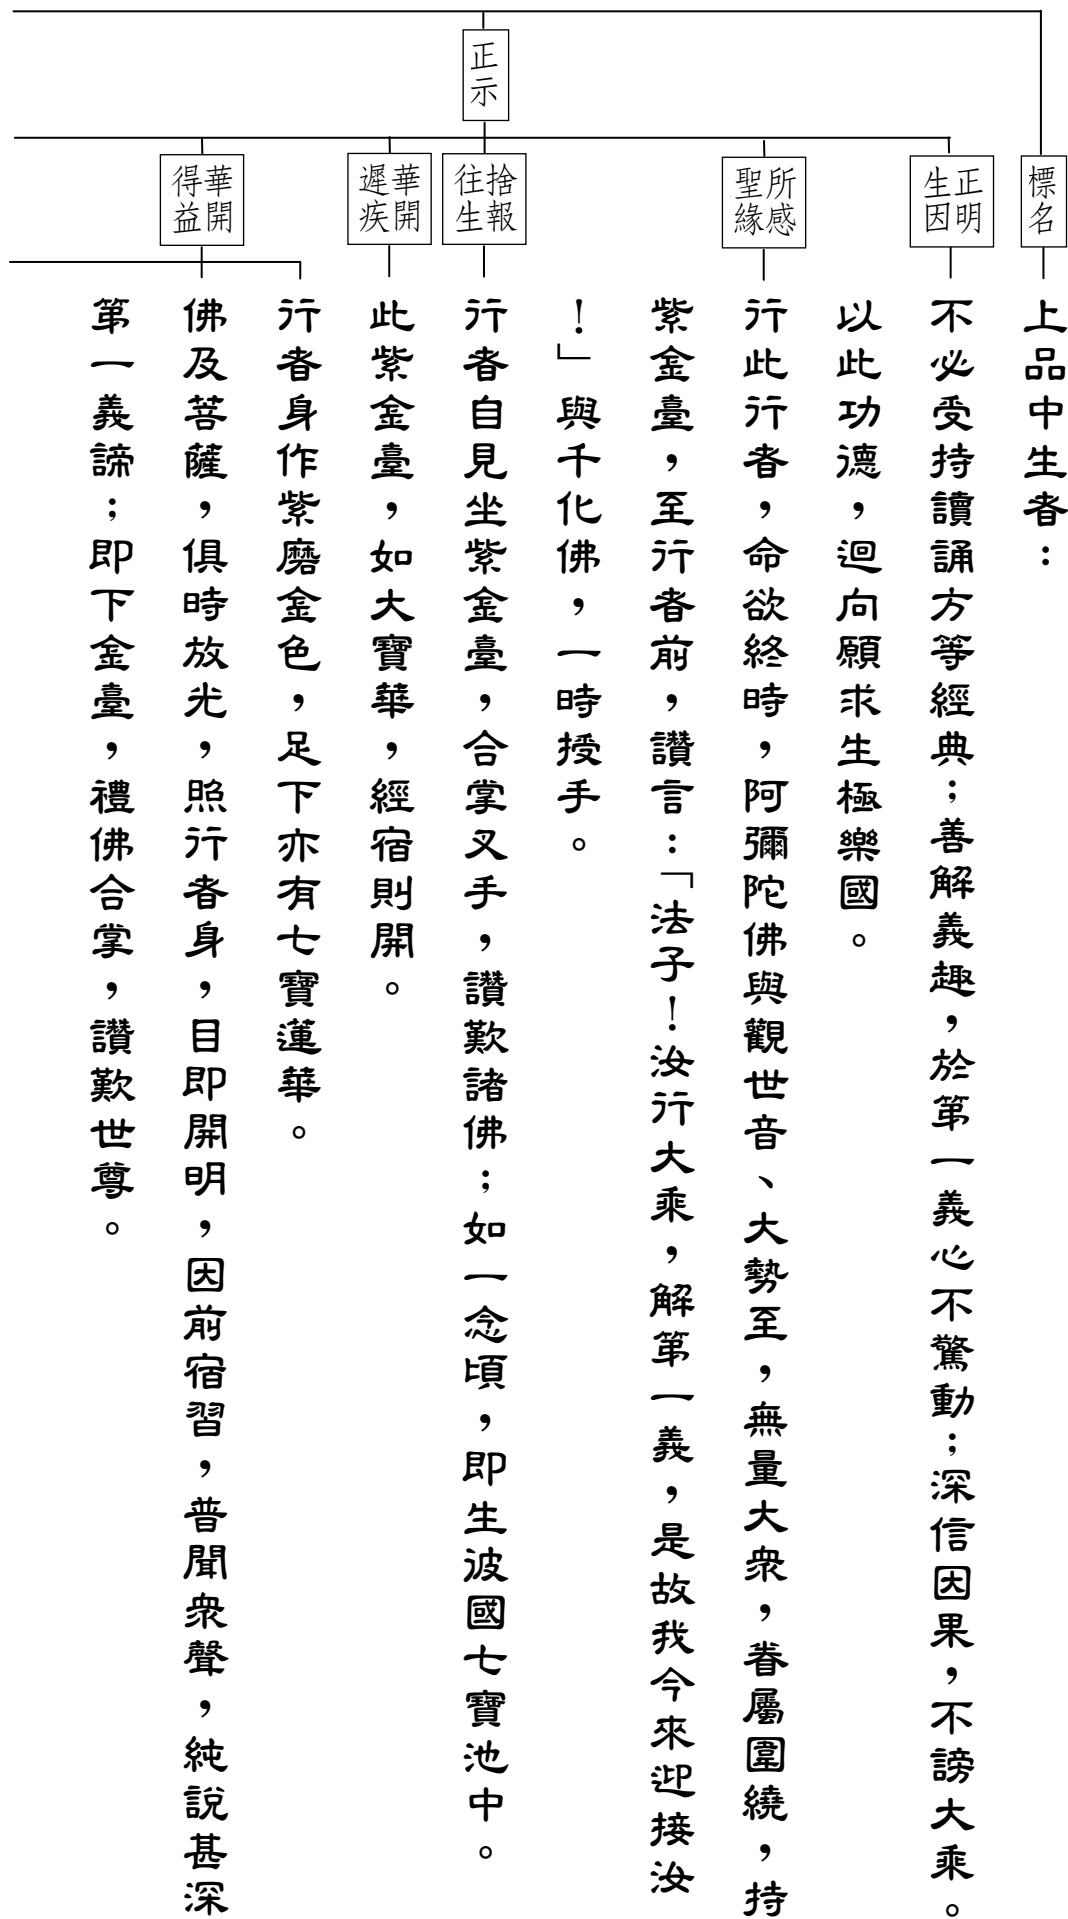 標名
上品中生者：
正示
正明
生因
不必受持讀誦方等經典；善解義趣，於第一義心不驚動；深信因果，不謗大乘。
以此功德，迴向願求生極樂國。
所感
聖緣
行此行者，命欲終時，阿彌陀佛與觀世音、大勢至，無量大眾，眷屬圍繞，持
紫金臺，至行者前，讚言：「法子！汝行大乘，解第一義，是故我今來迎接汝
！」與千化佛，一時授手。
捨報
往生
行者自見坐紫金臺，合掌叉手，讚歎諸佛；如一念頃，即生波國七寶池中。
華開
遲疾
此紫金臺，如大寶華，經宿則開。
華開
得益
行者身作紫磨金色，足下亦有七寶蓮華。
佛及菩薩，俱時放光，照行者身，目即開明，因前宿習，普聞眾聲，純說甚深
第一義諦；即下金臺，禮佛合掌，讚歎世尊。